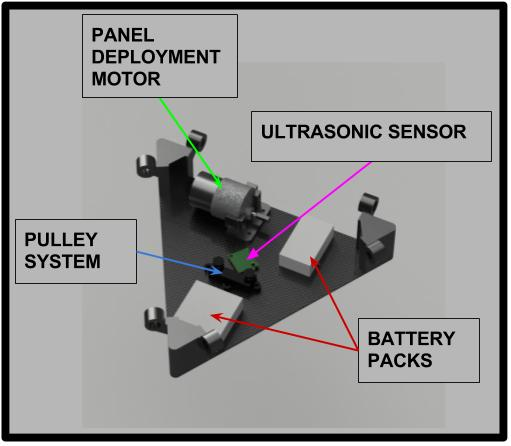 PANEL
DEPLOYMENT
MOTOR
ULTRASONIC SENSOR
PULLEY
SYSTEM
BATTERY
PACKS